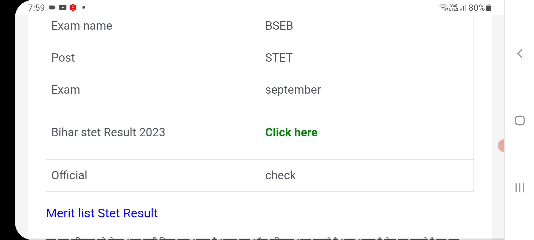 7:59 80%
Exam name BSEB
Post STET
Exam september
Bihar stet Result 2023 Click here
Official check
Merit list Stet Result